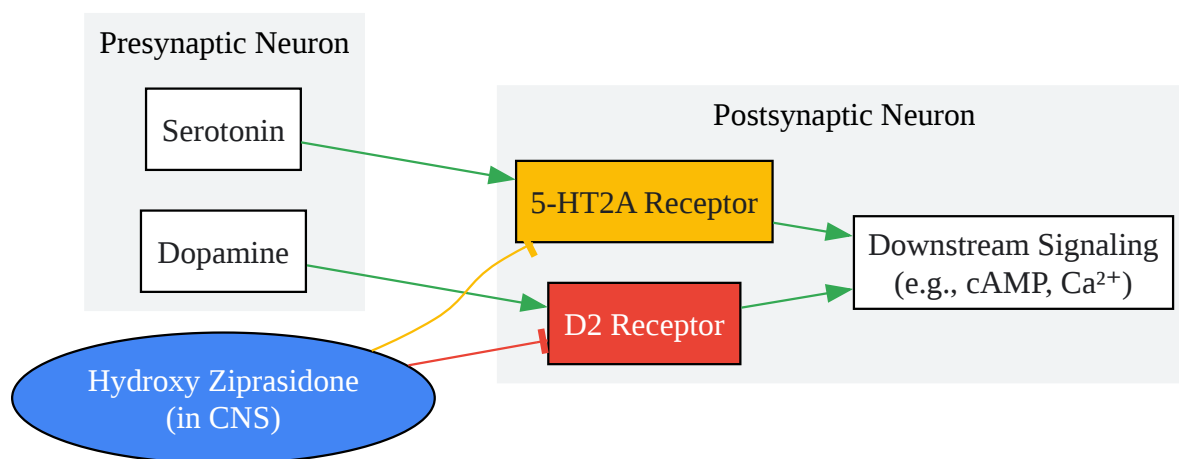 Presynaptic Neuron
Serotonin
Dopamine
Hydroxy Ziprasidone
(in CNS)
Postsynaptic Neuron
5-HT2A Receptor
D2 Receptor
Downstream Signaling
(e.g., cAMP, Ca²⁺)